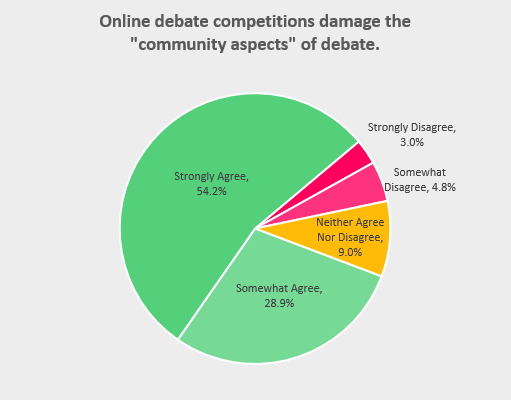 Online debate competitions damage the
"community aspects" of debate.
Strongly Disagree,
3.0%
Somewhat
Disagree, 4.8%
Strongly Agree,
54.2%
Neither Agree
Nor Disagree,
9.0%
Somewhat Agree,
28.9%